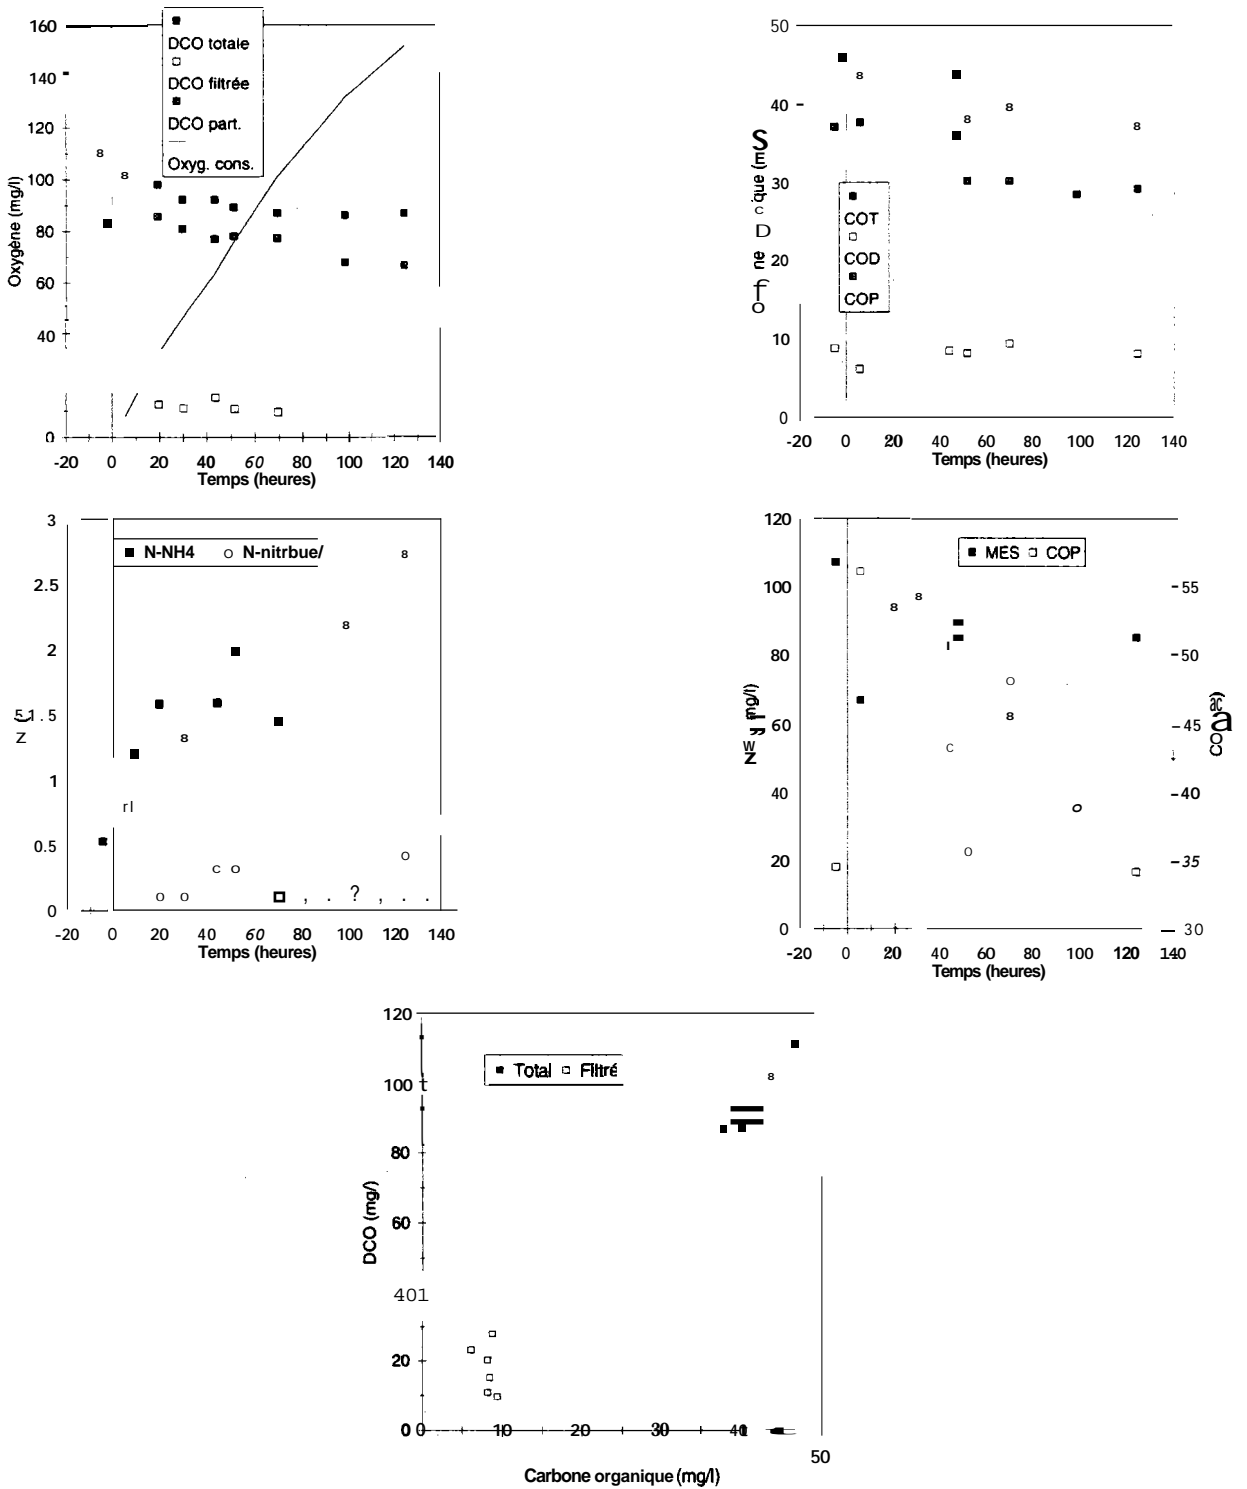 160
140
120
100
80
60
40
0
Oxygène (mg/l)
DCO totale
DCO filtrée
DCO part.
Oxyg. cons.
-20 0 20 40 60 80 100 120 140
Temps (heures)
50
40
30
20
10
0
COT
COD
COP
-20 0 20 40 60 80 100 120 140
Temps (heures)
3
2.5
2
1.5
1
0.5
0
N-NH4 N-nitrbue/
-20 0 20 40 60 80 100 120 140
Temps (heures)
120
100
80
60
40
20
0
mg/l)
MES COP
55
50
45
40
35
30
-20 0 20 40 60 80 100 120 140
Temps (heures)
120
100
80
60
401
20
0
DCO (mg/l)
Total Filtré
0 10 20 30 40
50
Carbone organique (mg/l)